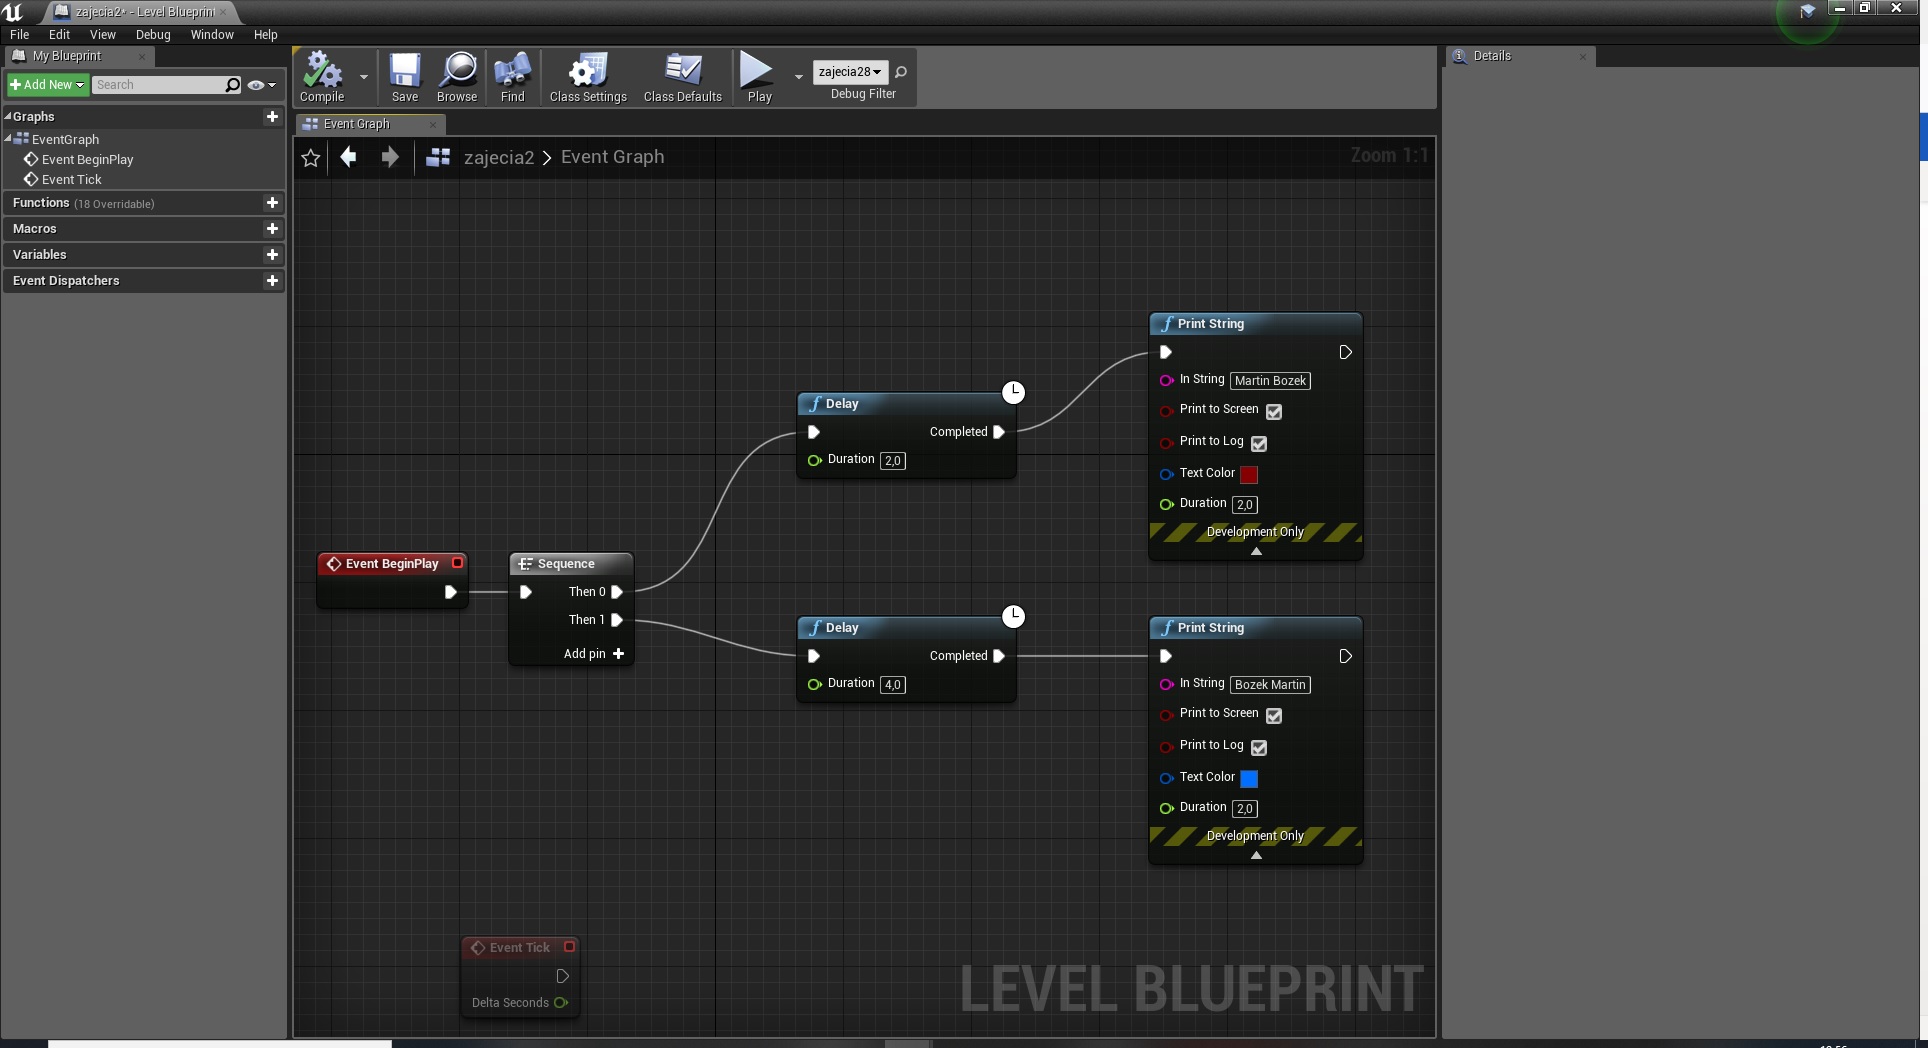 zajecia2* - Level Blueprint
File Edit View Debug Window Help
My Blueprint
Details
Add New Search
Compile Save Browse Find Class Settings Class Defaults Play
zajecia28
Debug Filter
Graphs
EventGraph
Event BeginPlay
Event Tick
Functions (18 Overridable)
Macros
Variables
Event Dispatchers
Event Graph
zajecia2 > Event Graph
Zoom 1:1
Print String
In String Martin Bozek
Print to Screen
Print to Log
Text Color
Duration 2,0
Development Only
Delay
Completed
Duration 2,0
Event BeginPlay
Sequence
Then 0
Then 1
Add pin
Delay
Completed
Duration 4,0
Print String
In String Bozek Martin
Print to Screen
Print to Log
Text Color
Duration 2,0
Development Only
Event Tick
Delta Seconds
LEVEL BLUEPRINT